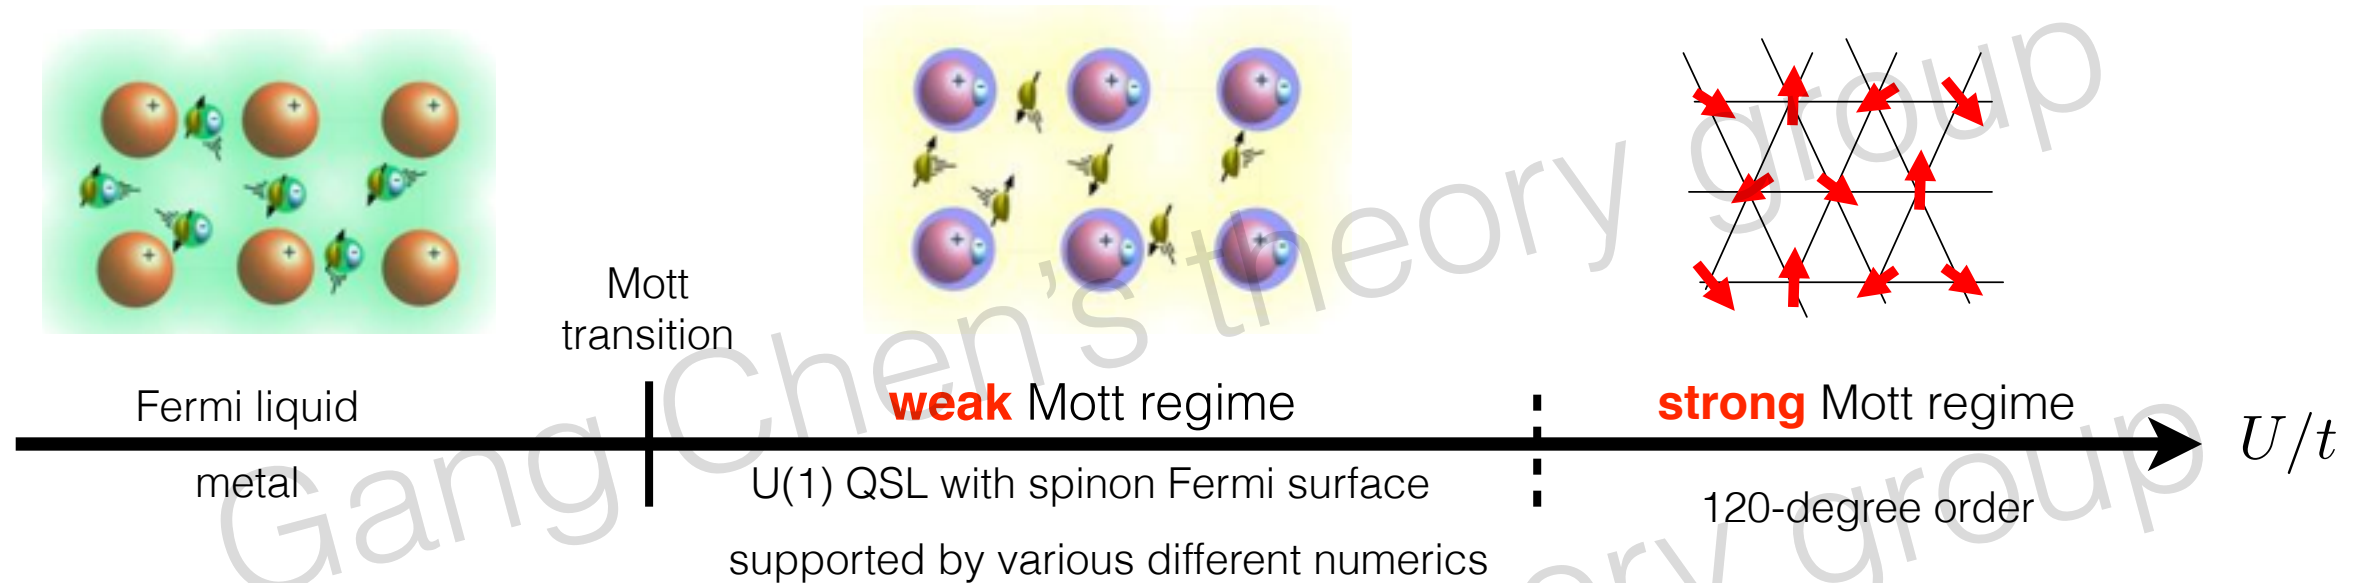 Mott
transition
Fermi liquid
weak Mott regime
strong Mott regime
U/t
metal
U(1) QSL with spinon Fermi surface
120-degree order
supported by various different numerics
Gang Chen's theory group
theory group